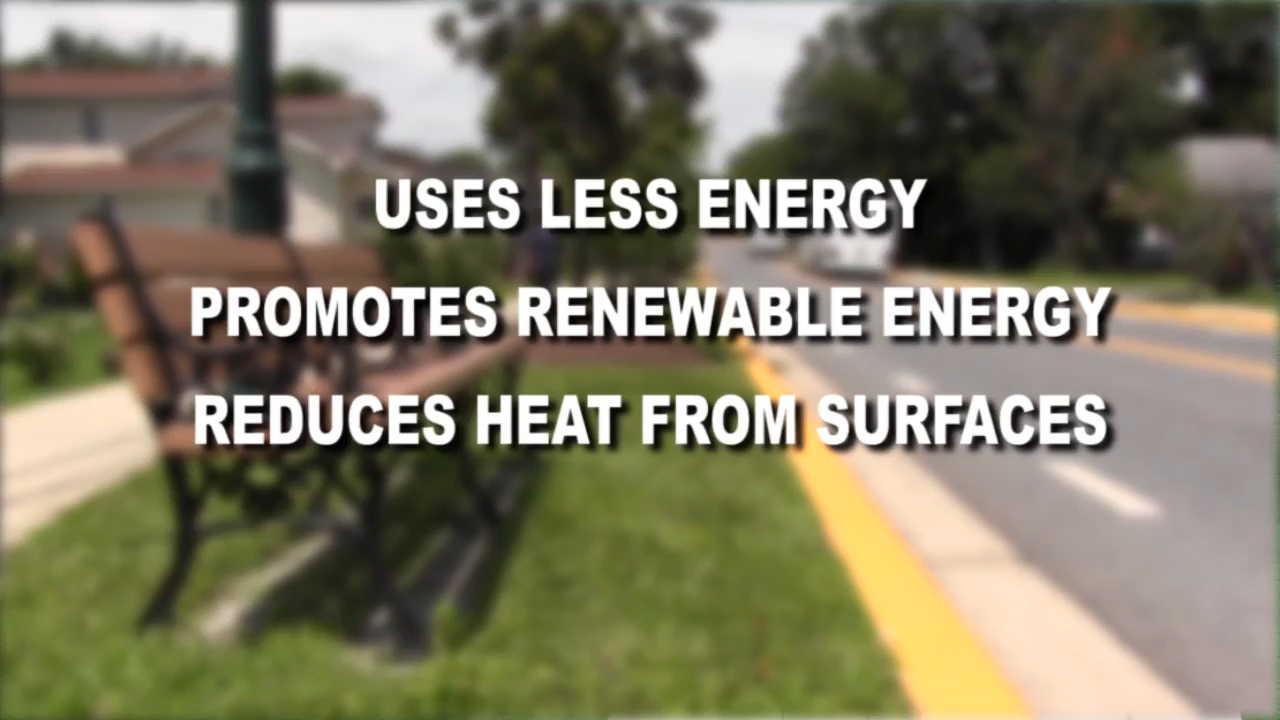 USES LESS ENERGY
PROMOTES RENEWABLE ENERGY
REDUCES HEAT FROM SURFACES